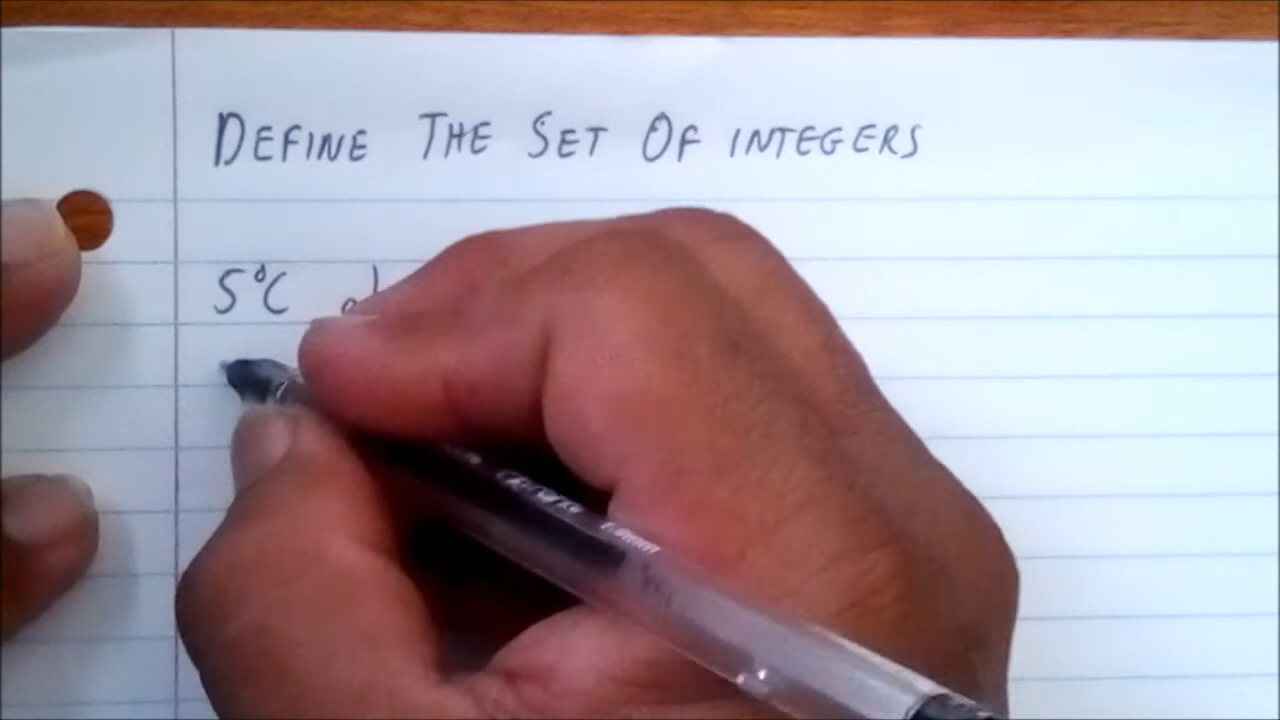 DEFINE THE SET OF INTEGERS
5°C